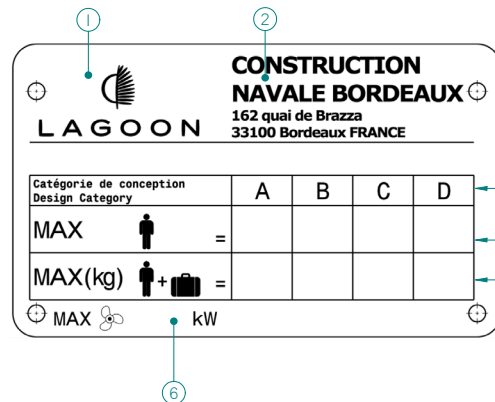 1
2
CONSTRUCTION
NAVALE BORDEAUX
162 quai de Brazza
33100 Bordeaux FRANCE
LAGOON
Catégorie de conception
Design Category
A B C D
MAX =
MAX(kg) + =
MAX kW
6